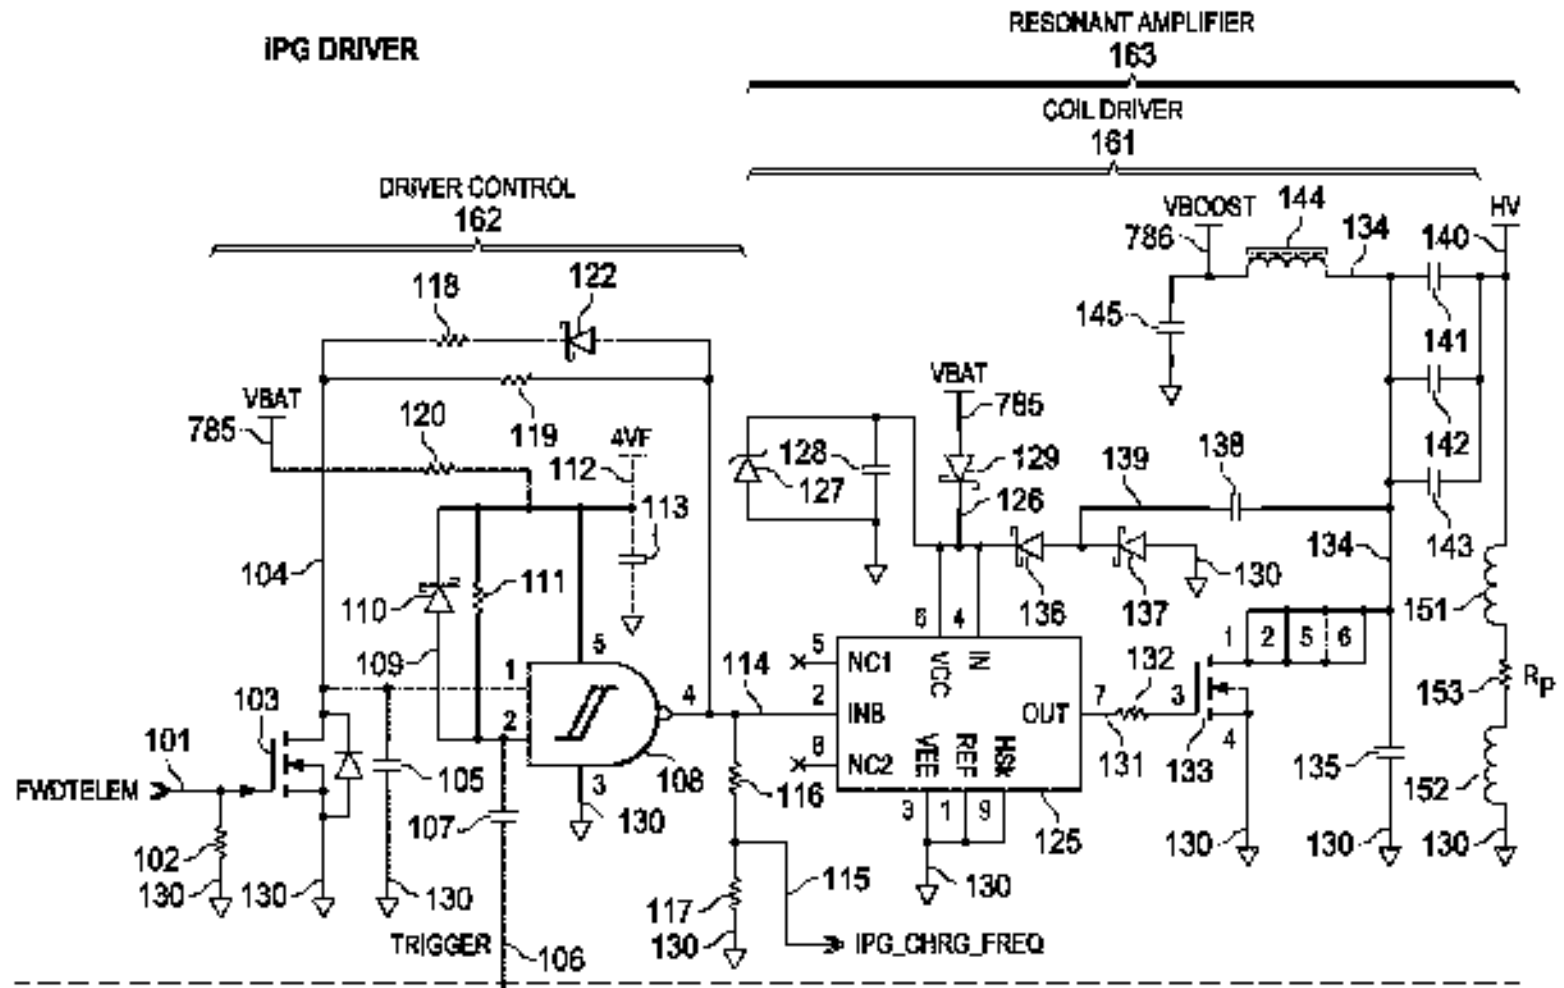 RESONANT AMPLIFIER
163
iPG DRIVER
COIL DRIVER
161
DRIVER CONTROL
162
VBOOST 144 HV
786 134 140
118 122
145 141
VBAT VBAT
785 120 119 4VF 785 142
112 128 129 139 138
113 127 126 143
104 134
111 130
110 136 137 151
109 5 6 4 1 2 5 6
1 5 NC1 VCC IN 132 153 Rp
103 2 4 114 2 INB OUT 7 3
101 8 NC2 VEE REF HSK 131 133 4 135 152
FWDTELEM 105 3 108 116 3 1 9
107 130 125 130 130 130
102
130 130 130 117 115 130
TRIGGER 106 130 IPG_CHRG_FREQ